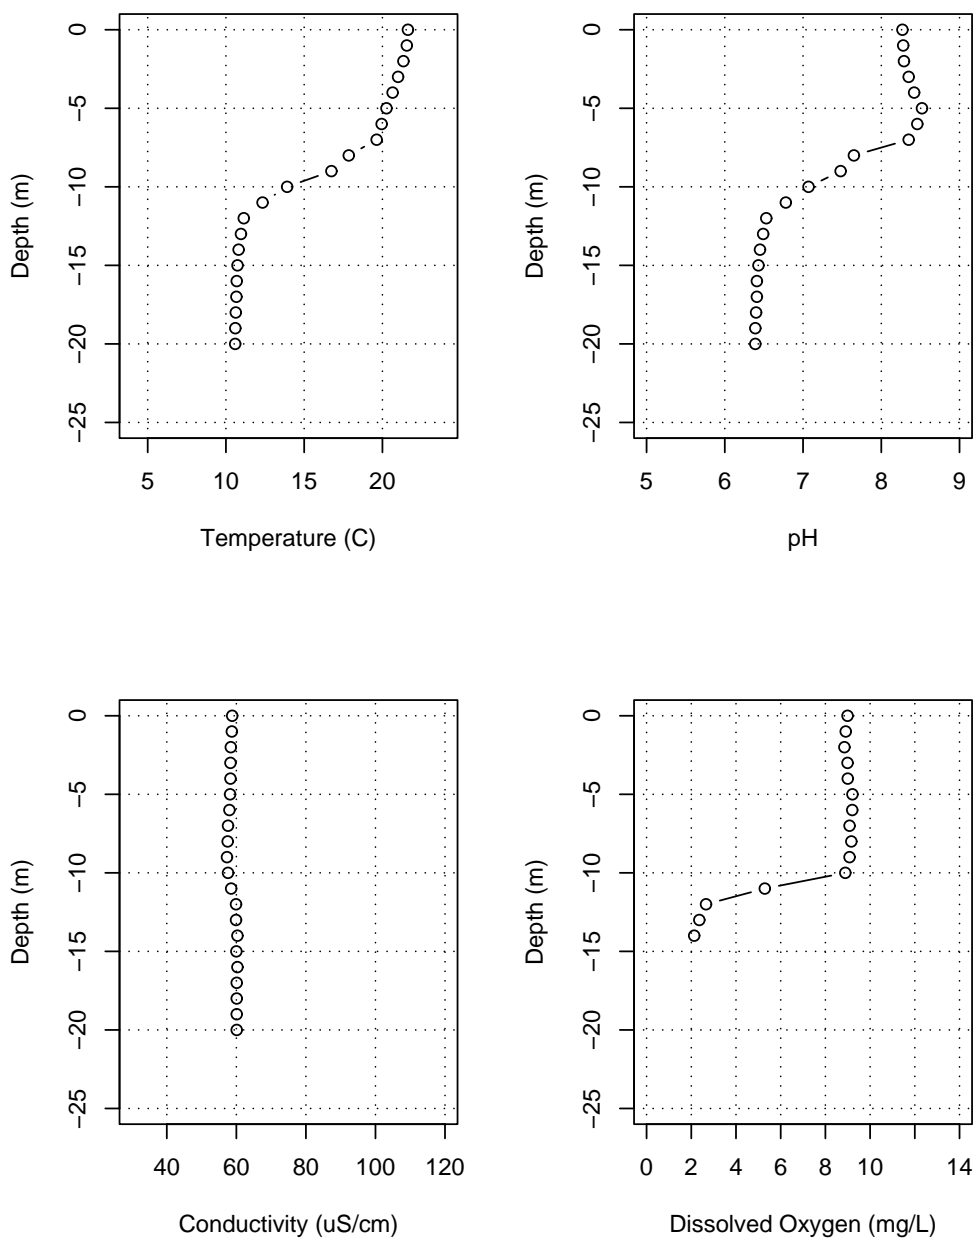 0
−5
−10
−15
−20
−25
Depth (m)
5 10 15 20
Temperature (C)
0
−5
−10
−15
−20
−25
Depth (m)
5 6 7 8 9
pH
0
−5
−10
−15
−20
−25
Depth (m)
40 60 80 100 120
Conductivity (uS/cm)
0
−5
−10
−15
−20
−25
Depth (m)
0 2 4 6 8 10 14
Dissolved Oxygen (mg/L)